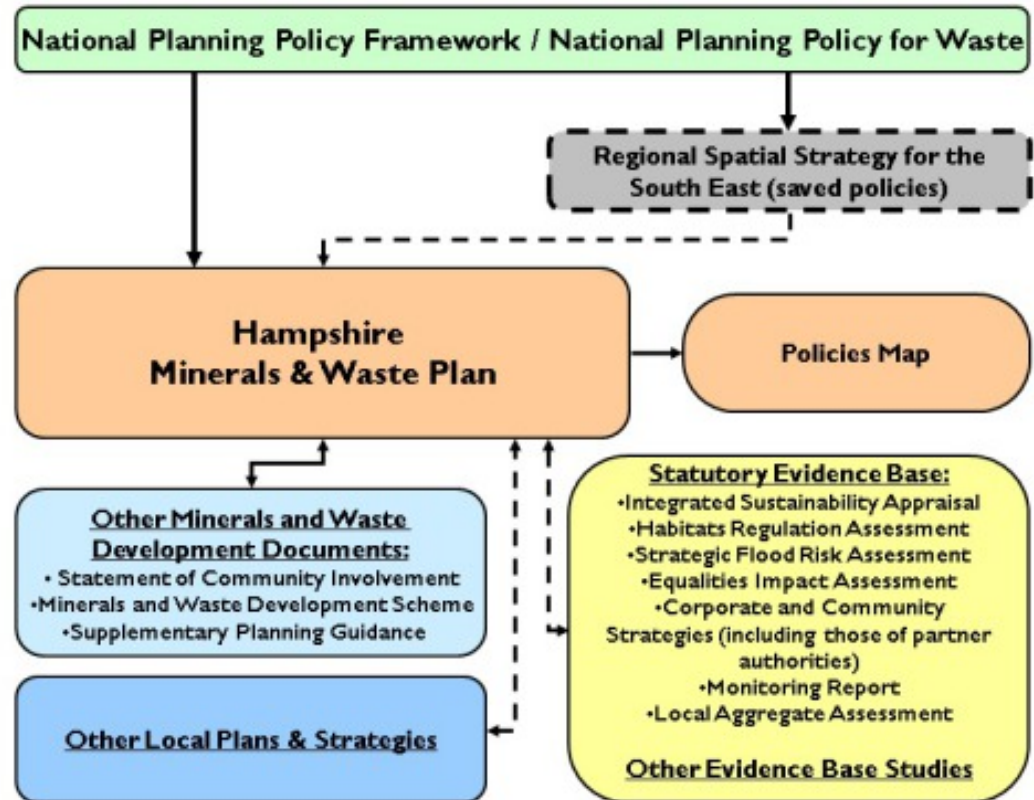 National Planning Policy Framework / National Planning Policy for Waste
Regional Spatial Strategy for the
South East (saved policies)
Hampshire
Minerals & Waste Plan
Policies Map
Other Minerals and Waste
Development Documents:
• Statement of Community Involvement
•Minerals and Waste Development Scheme
•Supplementary Planning Guidance
Other Local Plans & Strategies
Statutory Evidence Base:
•Integrated Sustainability Appraisal
•Habitats Regulation Assessment
•Strategic Flood Risk Assessment
•Equalities Impact Assessment
•Corporate and Community
Strategies (including those of partner
authorities)
•Monitoring Report
•Local Aggregate Assessment
Other Evidence Base Studies